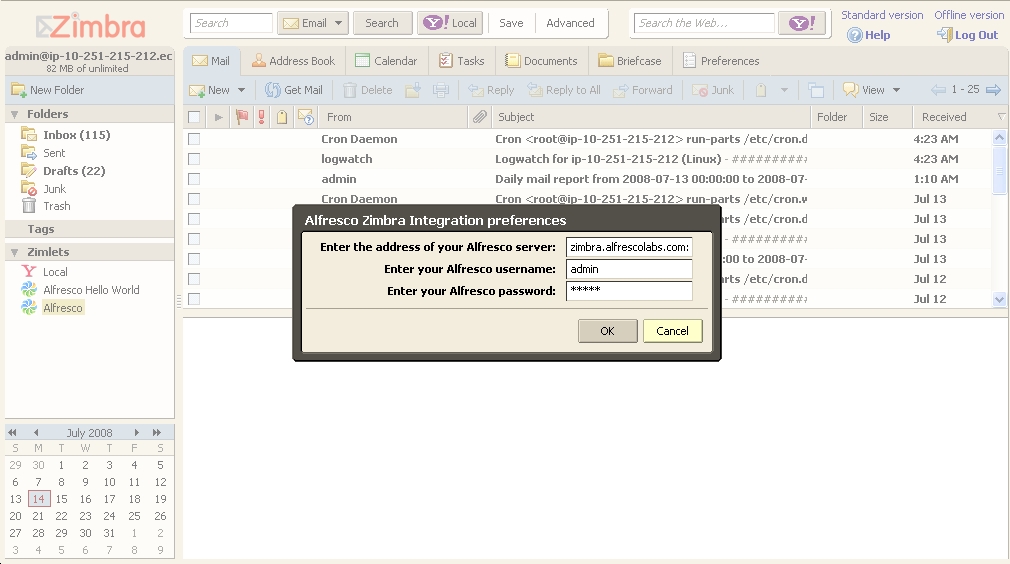 Zimbra
Search Email Search Local Save Advanced Search the Web...
Standard version Offline version
Help Log Out
admin@ip-10-251-215-212.ec
82 MB of unlimited
Mail Address Book Calendar Tasks Documents Briefcase Preferences
New Folder
New Get Mail Delete Reply Reply to All Forward Junk View 1 - 25
Folders
Inbox (115)
Sent
Drafts (22)
Junk
Trash
Tags
Zimlets
Local
Alfresco Hello World
Alfresco
From Subject Folder Size Received
Cron Daemon Cron <root@ip-10-251-215-212> run-parts /etc/cron.d 4:23 AM
logwatch Logwatch for ip-10-251-215-212 (Linux) - ########## 4:23 AM
admin Daily mail report from 2008-07-13 00:00:00 to 2008-07- 1:10 AM
Cron Daemon Cron <root@ip-10-251-215-212> run-parts /etc/cron.w Jul 13
run-parts /etc/cron.d Jul 13
- ########## Jul 13
00:00 to 2008-07- Jul 13
run-parts /etc/cron.d Jul 12
- ########## Jul 12
Alfresco Zimbra Integration preferences
Enter the address of your Alfresco server: zimbra.alfrescolabs.com:
Enter your Alfresco username: admin
Enter your Alfresco password: *****
OK Cancel
July 2008
S M T W T F S
29 30 1 2 3 4 5
6 7 8 9 10 11 12
13 14 15 16 17 18 19
20 21 22 23 24 25 26
27 28 29 30 31 1 2
3 4 5 6 7 8 9